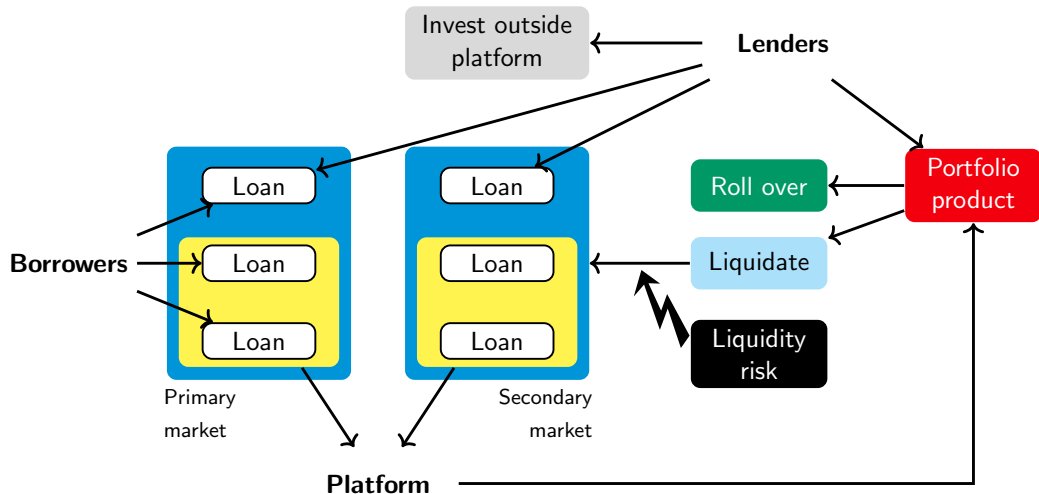 Invest outside
platform
Lenders
Loan
Loan
Roll over
Portfolio
product
Borrowers
Loan
Loan
Liquidate
Loan
Loan
Liquidity
risk
Primary
market
Secondary
market
Platform